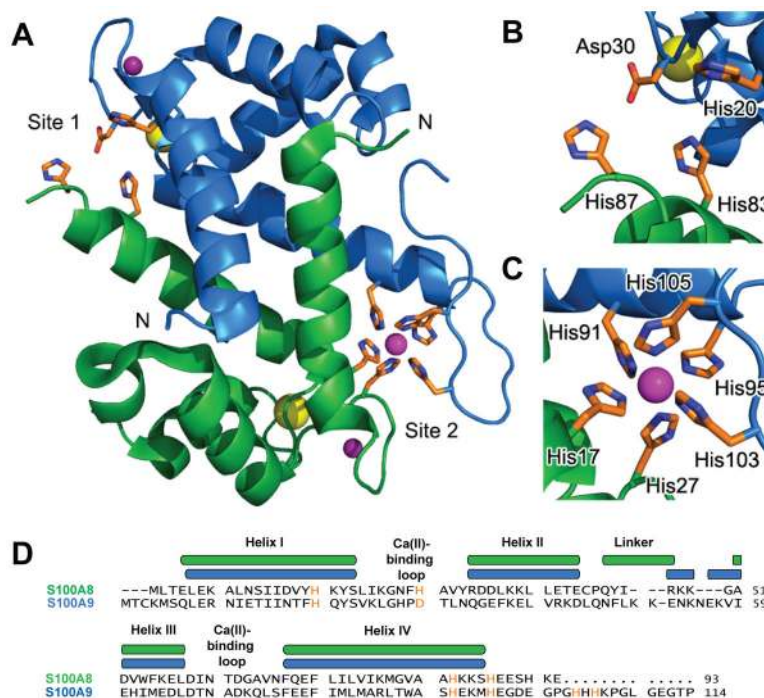 A
Site 1
N
N
Site 2
B
Asp30
His20
His87
His83
C
His105
His91
His95
His17
His103
His27
D
Helix I
Ca(II)-
binding
loop
Helix II
Linker
S100A8 ---MLTELEK ALNSIIDVYH KYSLIKGNFH AVYRDDLKKL LETECPQYI- --RKK--GA 51
S100A9 MTCKMSQLER NIETIINTFH QYSVKLGHPD TLNQGEFKEL VRKDLQNFLK K-ENKNEKVI 59
Helix III
Ca(II)-
binding
loop
Helix IV
S100A8 DVWFKELDIN TDGAVNFQEF LILVIKMGVA AHKKSHEESH KE.......... ... 93
S100A9 EHIMEDLDTN ADKQLSFEEF IMLMARLTWA SHEKMHEGDE GPGHHHKPGL GEGTP 114